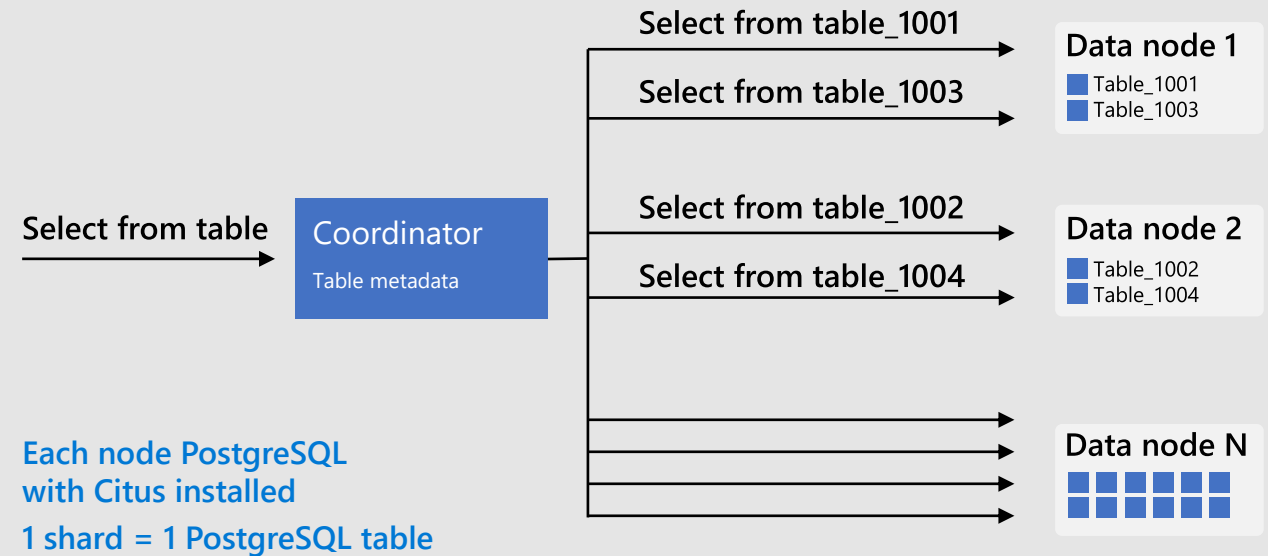 Select from table_1001
Data node 1
Table_1001
Select from table_1003
Table_1003
Select from table
Coordinator
Table metadata
Select from table_1002
Data node 2
Table_1002
Select from table_1004
Table_1004
Data node N
Each node PostgreSQL
with Citus installed
1 shard = 1 PostgreSQL table